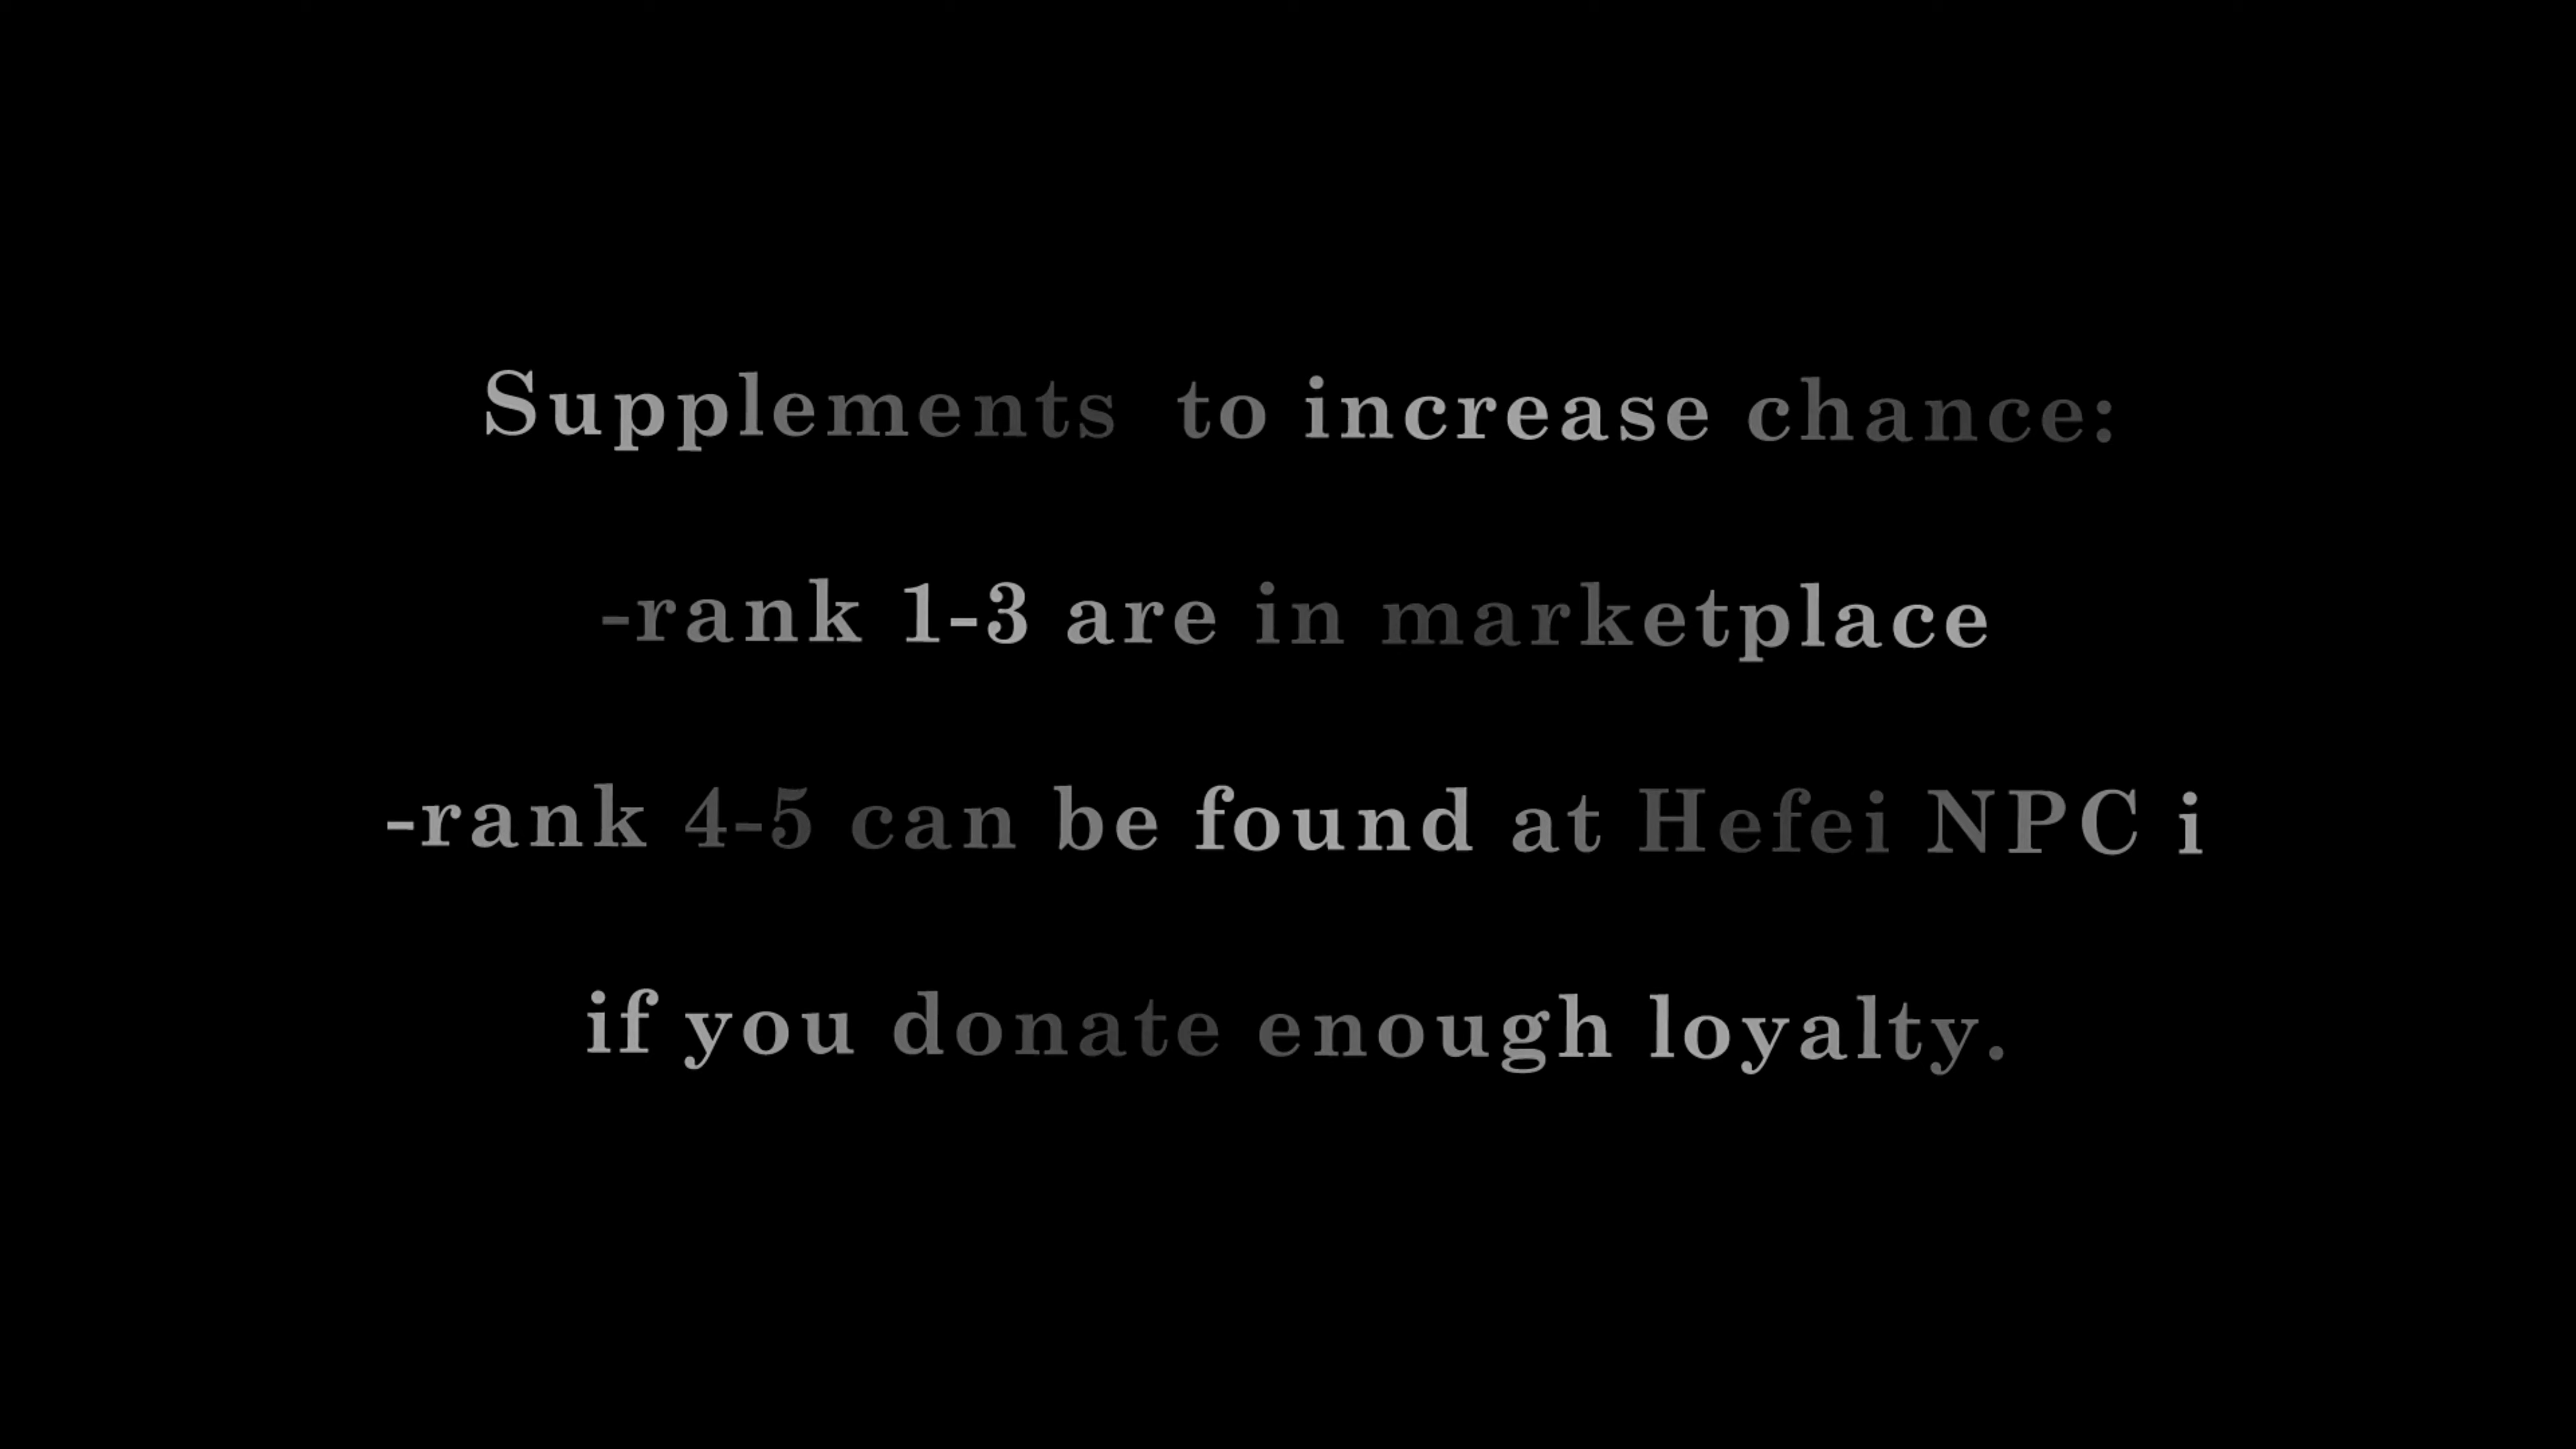 Supplements  to increase chance:
-rank 1-3 are in marketplace
-rank 4-5 can be found at Hefei NPC i
if you donate enough loyalty.